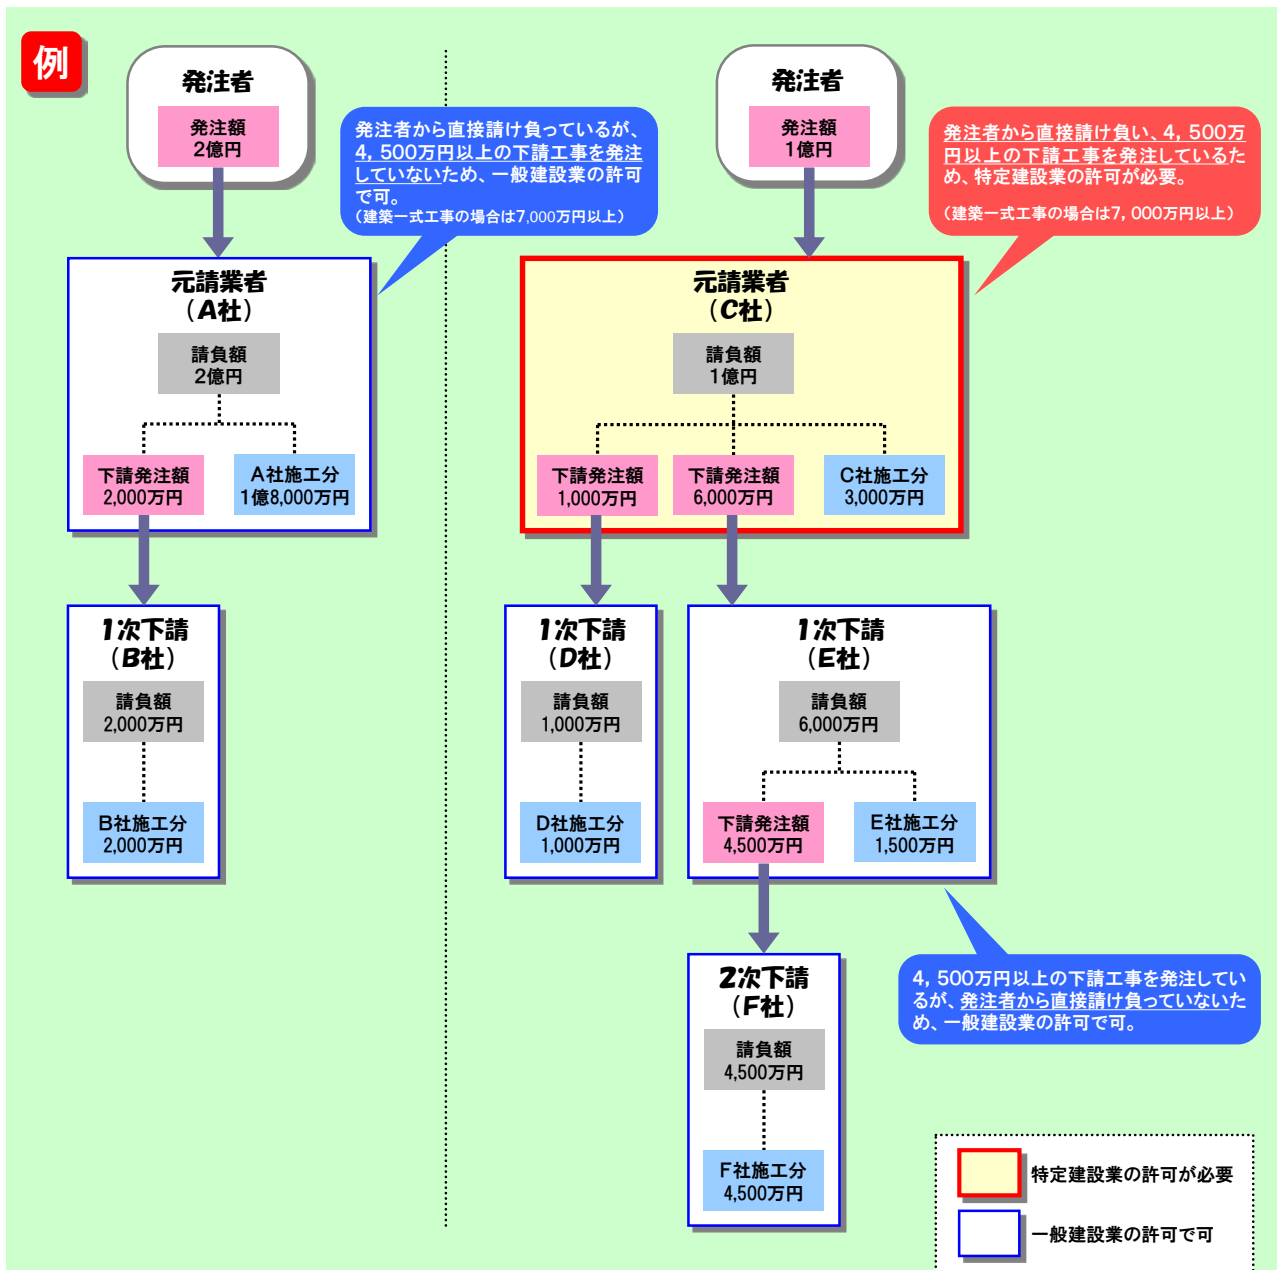 例
発注者
発注額
2億円
発注者から直接請け負っているが、
4，500万円以上の下請工事を発注
していないため、一般建設業の許可
で可。
（建築一式工事の場合は7,000万円以上）
元請業者
（A社）
請負額
2億円
下請発注額
2,000万円
A社施工分
1億8,000万円
1次下請
（B社）
請負額
2,000万円
B社施工分
2,000万円
発注者
発注額
1億円
発注者から直接請け負い、4，500万
円以上の下請工事を発注しているた
め、特定建設業の許可が必要。
（建築一式工事の場合は7，000万円以上）
元請業者
（C社）
請負額
1億円
下請発注額
1,000万円
下請発注額
6,000万円
C社施工分
3,000万円
1次下請
（D社）
請負額
1,000万円
D社施工分
1,000万円
1次下請
（E社）
請負額
6,000万円
下請発注額
4,500万円
E社施工分
1,500万円
4，500万円以上の下請工事を発注してい
るが、発注者から直接請け負っていないた
め、一般建設業の許可で可。
2次下請
（F社）
請負額
4,500万円
F社施工分
4,500万円
特定建設業の許可が必要
一般建設業の許可で可